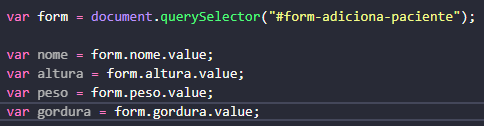 var form = document.querySelector("#form-adiciona-paciente");
var nome = form.nome.value;
var altura = form.altura.value;
var peso = form.peso.value;
var gordura = form.gordura.value;